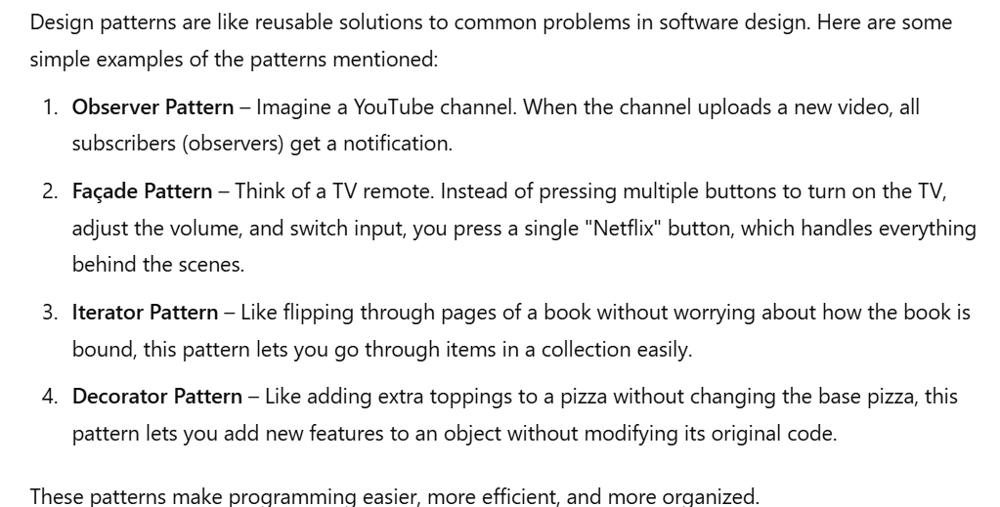 Design patterns are like reusable solutions to common problems in software design. Here are some
simple examples of the patterns mentioned:
1. Observer Pattern – Imagine a YouTube channel. When the channel uploads a new video, all
subscribers (observers) get a notification.
2. Façade Pattern – Think of a TV remote. Instead of pressing multiple buttons to turn on the TV,
adjust the volume, and switch input, you press a single "Netflix" button, which handles everything
behind the scenes.
3. Iterator Pattern – Like flipping through pages of a book without worrying about how the book is
bound, this pattern lets you go through items in a collection easily.
4. Decorator Pattern – Like adding extra toppings to a pizza without changing the base pizza, this
pattern lets you add new features to an object without modifying its original code.
These patterns make programming easier, more efficient, and more organized.